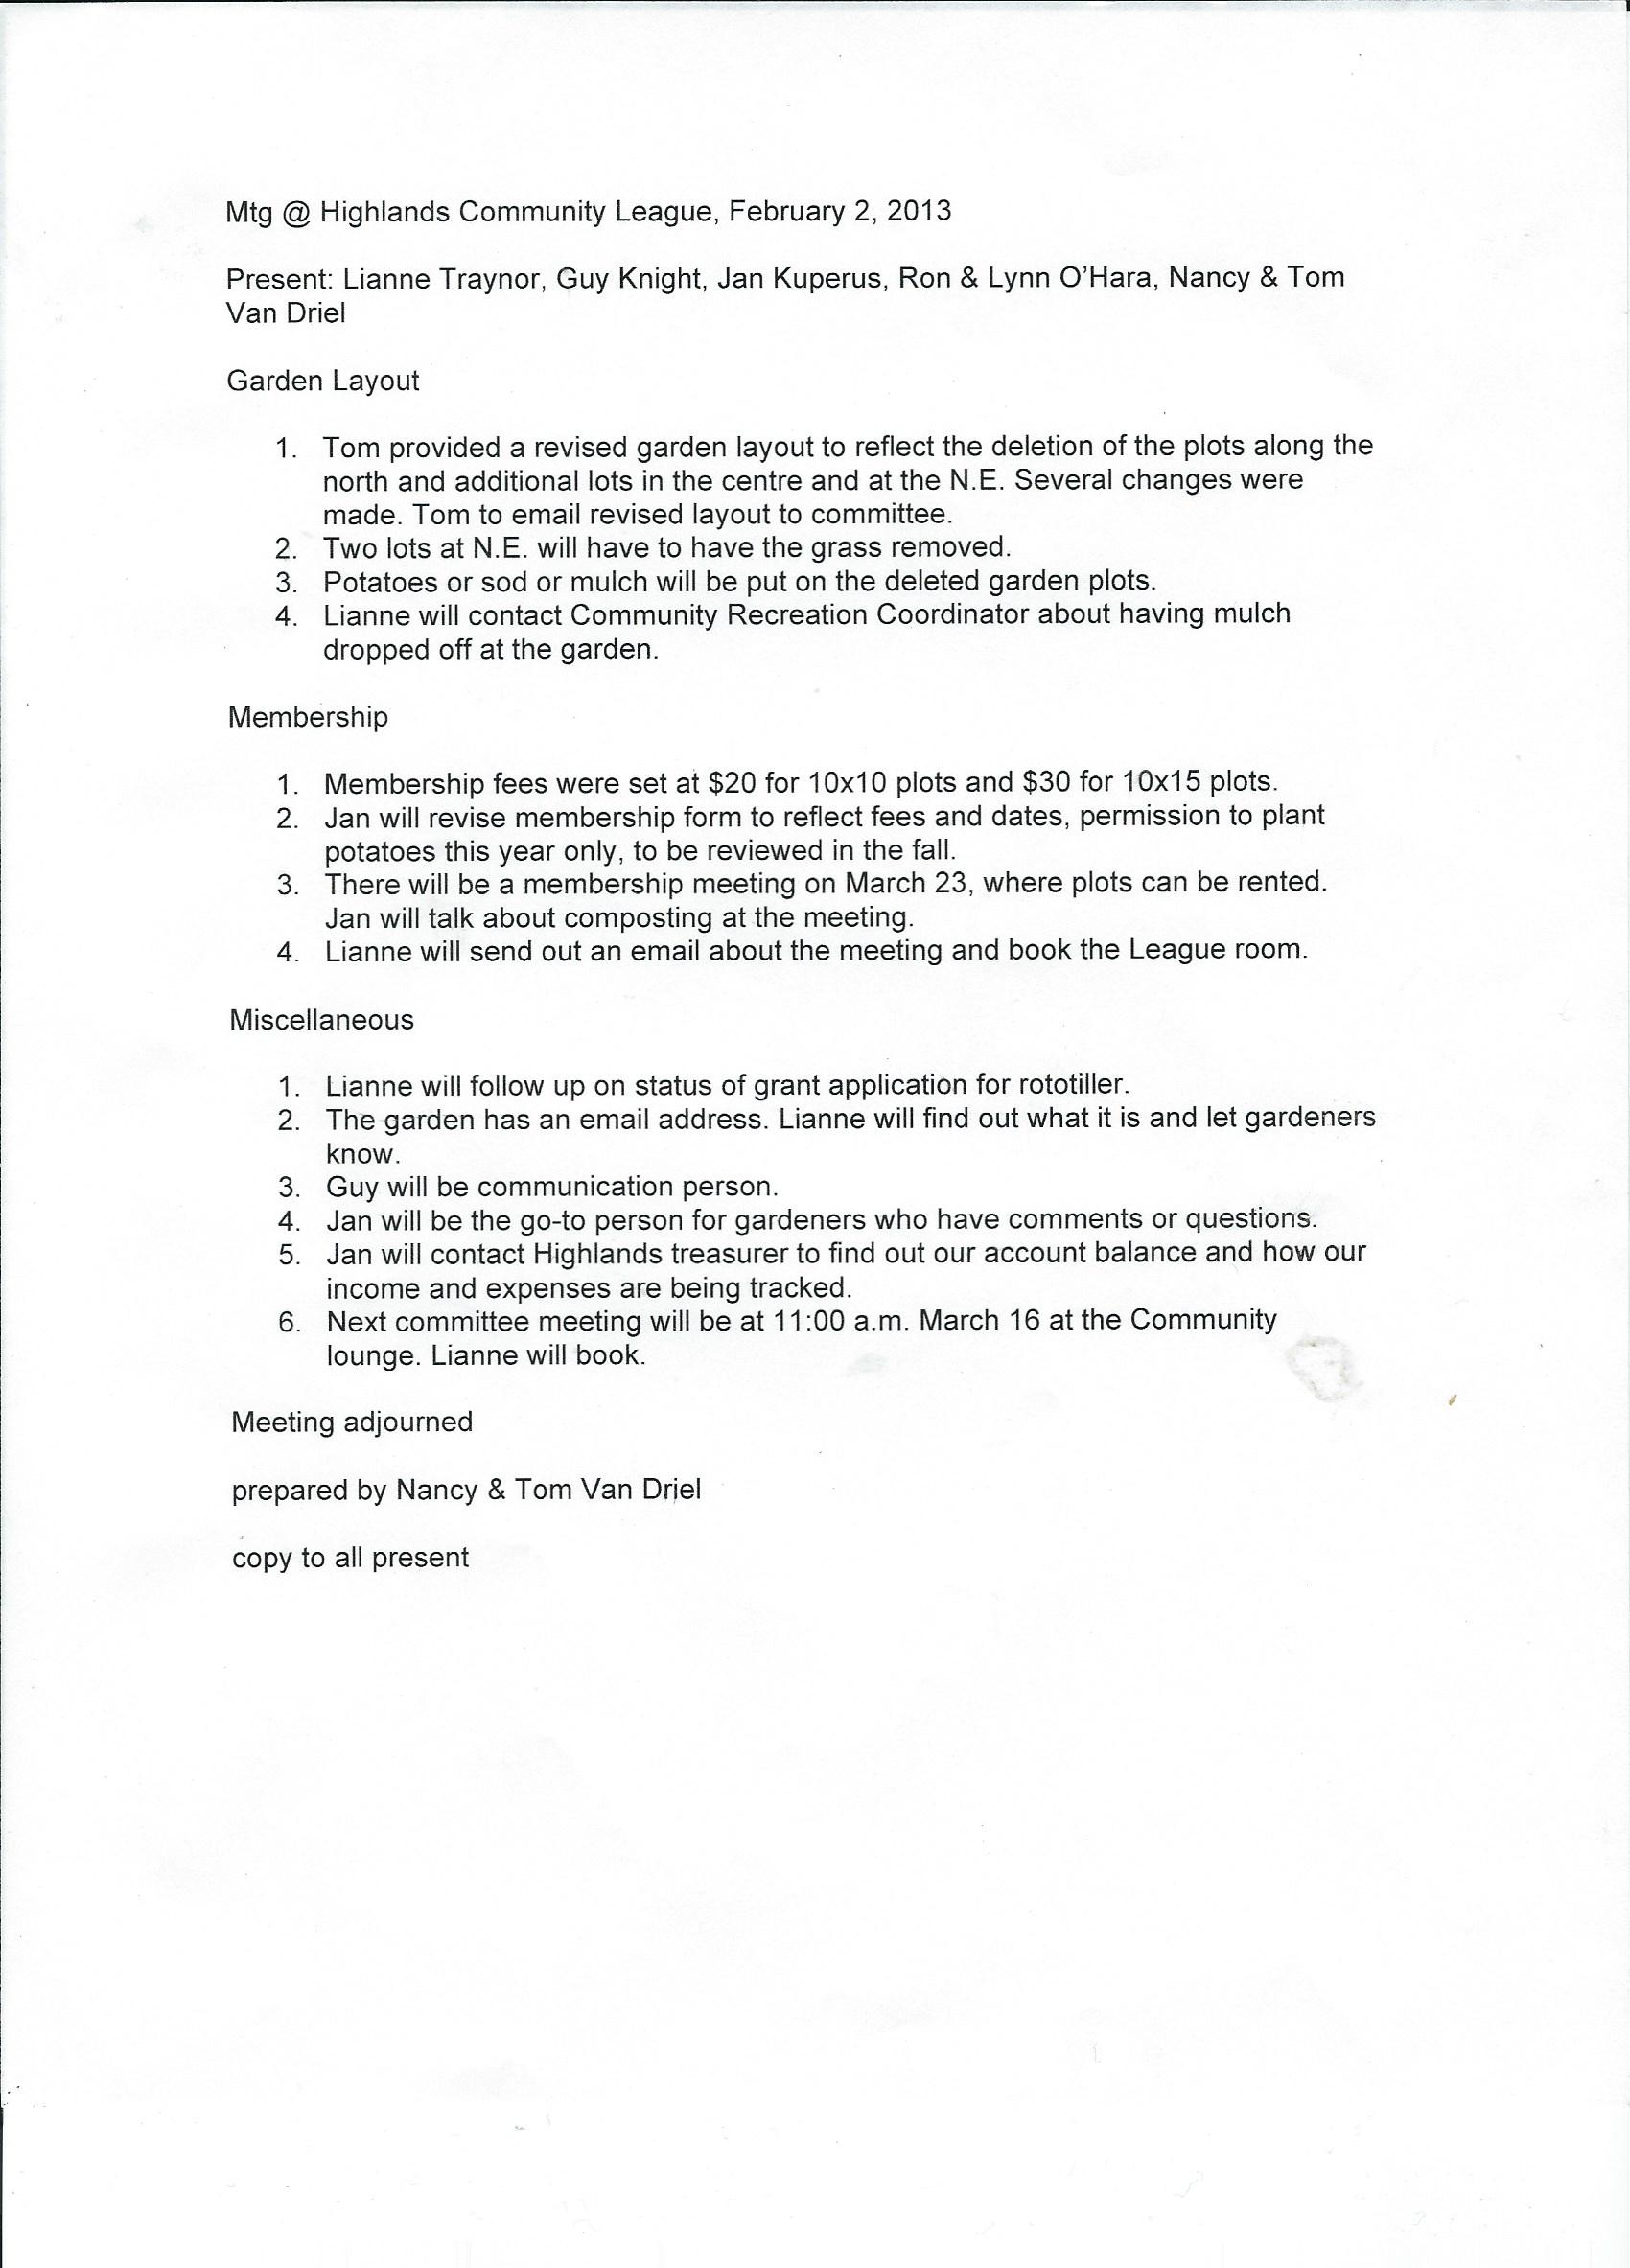 Mtg @ Highlands Community League, February 2, 2013
Present: Lianne Traynor, Guy Knight, Jan Kuperus, Ron & Lynn O'Hara, Nancy & Tom
Van Driel
Garden Layout
1. Tom provided a revised garden layout to reflect the deletion of the plots along the
north and additional lots in the centre and at the N.E. Several changes were
made. Tom to email revised layout to committee.
2. Two lots at N.E. will have to have the grass removed.
3. Potatoes or sod or mulch will be put on the deleted garden plots.
4. Lianne will contact Community Recreation Coordinator about having mulch
dropped off at the garden.
Membership
1. Membership fees were set at $20 for 10x10 plots and $30 for 10x15 plots.
2. Jan will revise membership form to reflect fees and dates, permission to plant
potatoes this year only, to be reviewed in the fall.
3. There will be a membership meeting on March 23, where plots can be rented.
Jan will talk about composting at the meeting.
4. Lianne will send out an email about the meeting and book the League room.
Miscellaneous
1. Lianne will follow up on status of grant application for rototiller.
2. The garden has an email address. Lianne will find out what it is and let gardeners
know.
3. Guy will be communication person.
4. Jan will be the go-to person for gardeners who have comments or questions.
5. Jan will contact Highlands treasurer to find out our account balance and how our
income and expenses are being tracked.
6. Next committee meeting will be at 11:00 a.m. March 16 at the Community
lounge. Lianne will book.
Meeting adjourned
prepared by Nancy & Tom Van Driel
copy to all present